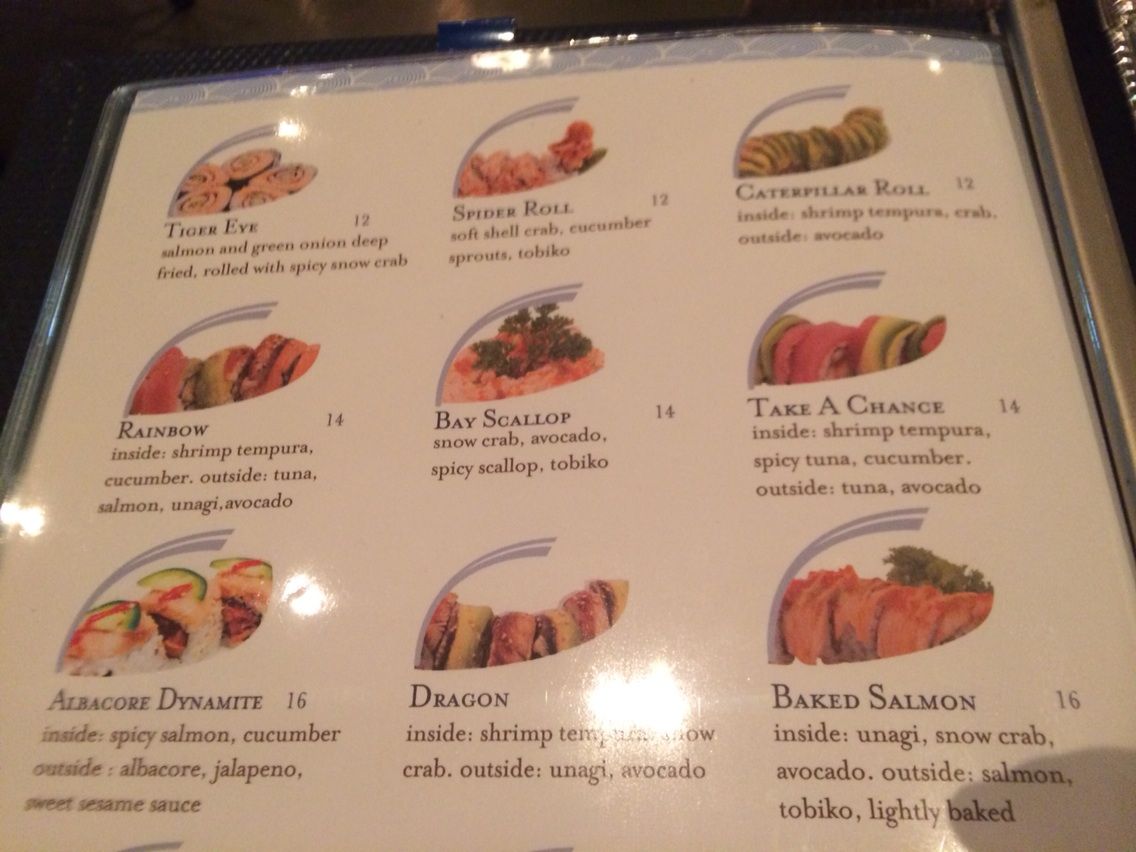 TIGER EYE 12
salmon and green onion deep
fried, rolled with spicy snow crab
SPIDER ROLL 12
soft shell crab, cucumber
sprouts, tobiko
CATERPILLAR ROLL 12
inside: shrimp tempura, crab,
outside: avocado
RAINBOW 14
inside: shrimp tempura,
cucumber. outside: tuna,
salmon, unagi,avocado
BAY SCALLOP 14
snow crab, avocado,
spicy scallop, tobiko
TAKE A CHANCE 14
inside: shrimp tempura,
spicy tuna, cucumber.
outside: tuna, avocado
ALBACORE DYNAMITE 16
inside: spicy salmon, cucumber
outside : albacore, jalapeno,
sweet sesame sauce
DRAGON
inside: shrimp tempura, snow
crab. outside: unagi, avocado
BAKED SALMON 16
inside: unagi, snow crab,
avocado. outside: salmon,
tobiko, lightly baked